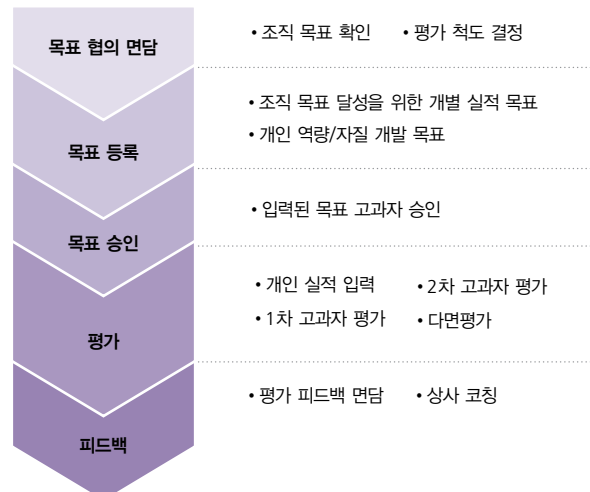 목표 협의 면담
• 조직 목표 확인 • 평가 척도 결정
목표 등록
• 조직 목표 달성을 위한 개별 실적 목표
• 개인 역량/자질 개발 목표
목표 승인
• 입력된 목표 고과자 승인
평가
• 개인 실적 입력 • 2차 고과자 평가
• 1차 고과자 평가 • 다면평가
피드백
• 평가 피드백 면담 • 상사 코칭